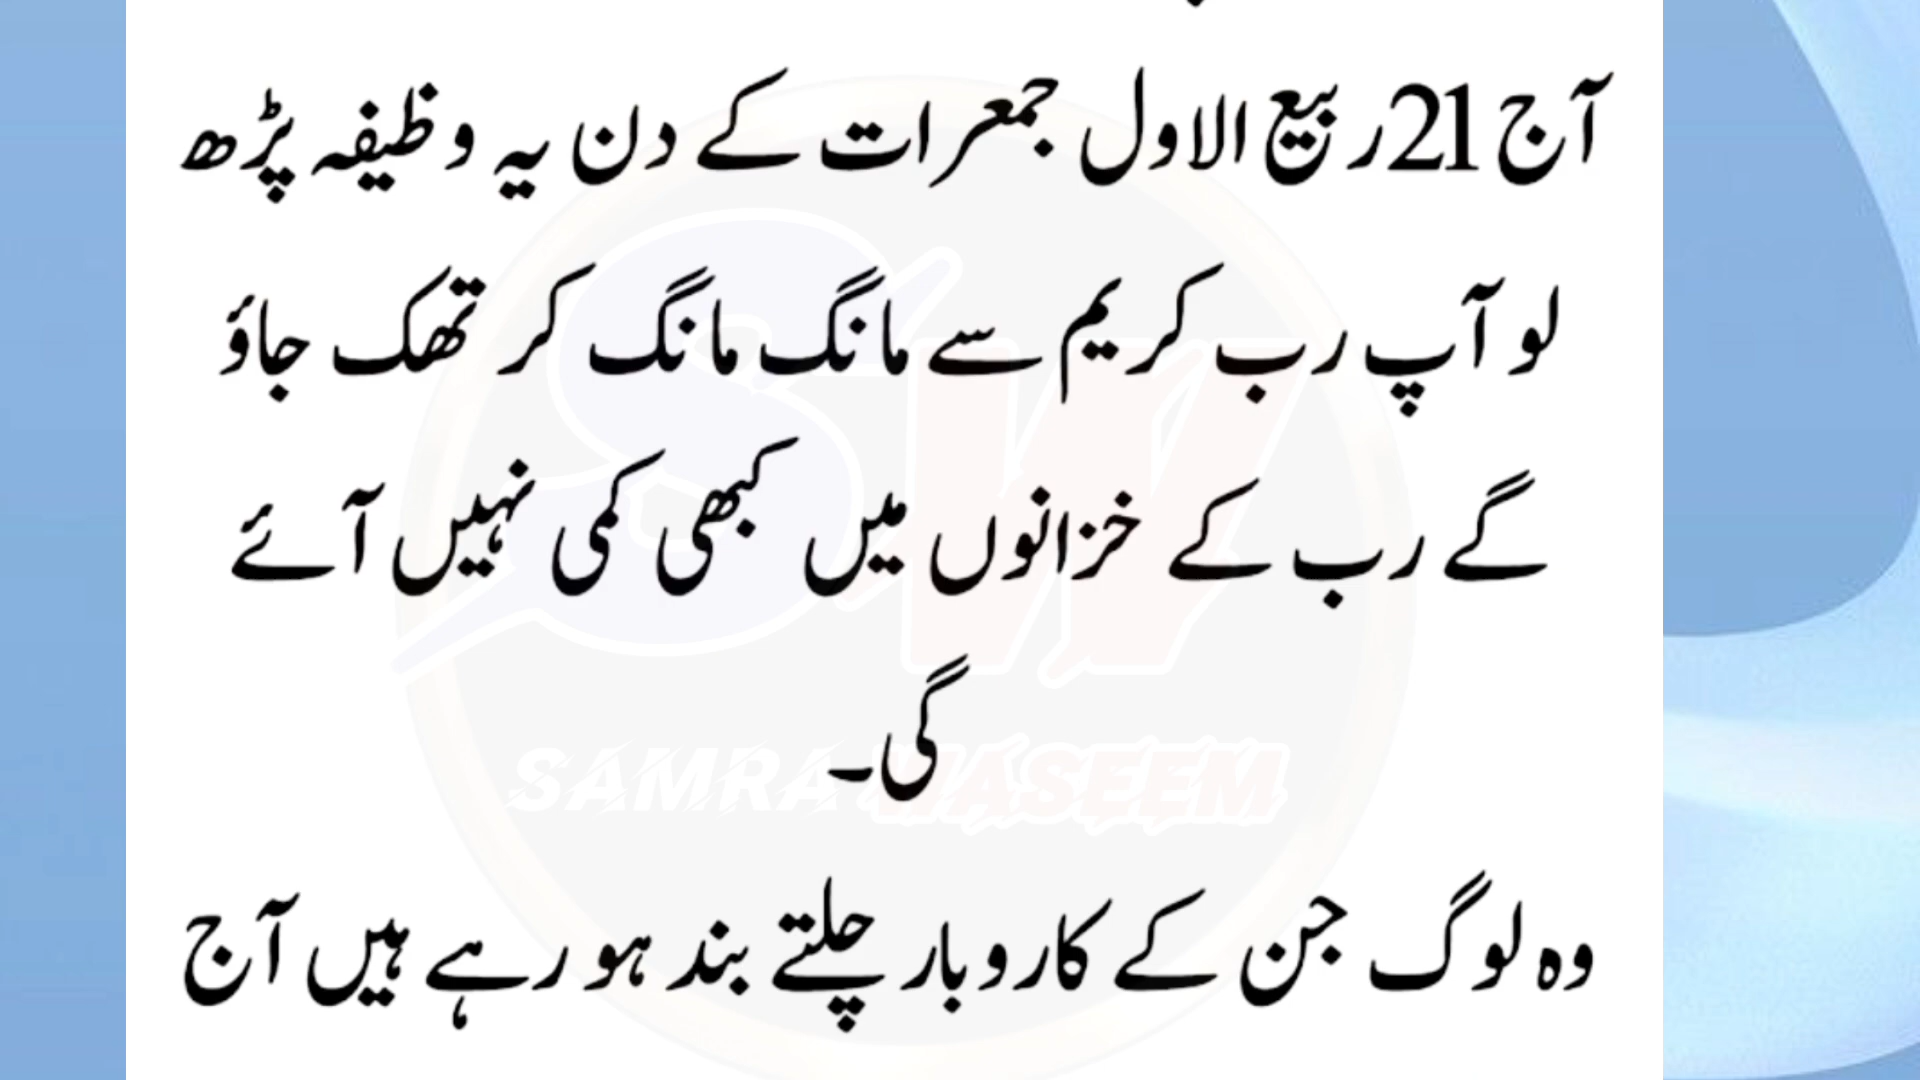 آج 21 ربیع الاول جمعرات کے دن یہ وظیفہ پڑھ
لو آپ رب کریم سے مانگ مانگ کر تھک جاؤ
گے رب کے خزانوں میں کبھی کمی نہیں آئے
گی۔
SAMRA WASEEM
وہ لوگ جن کے کاروبار چلتے بند ہو رہے ہیں آج